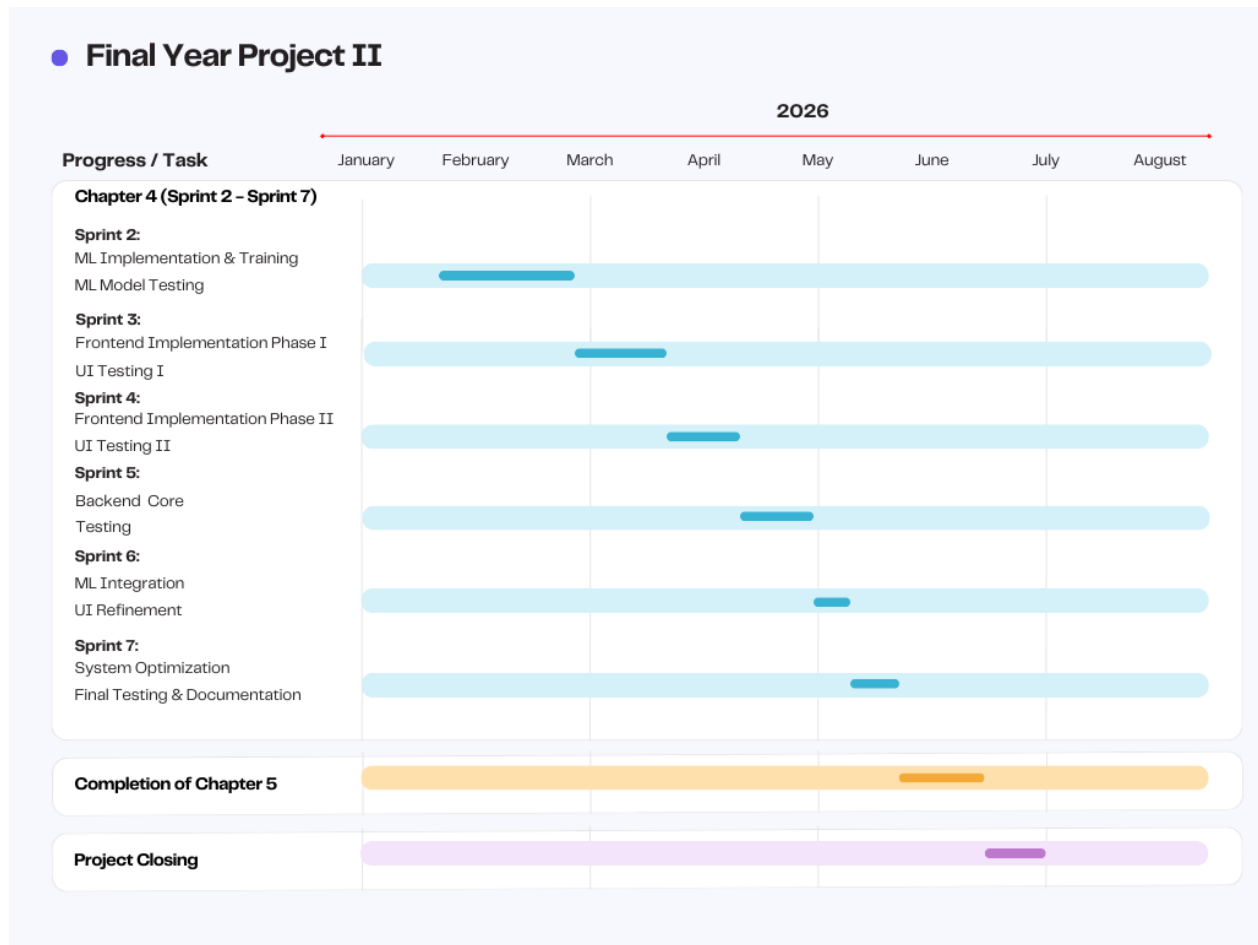 Final Year Project II
2026
Progress / Task January February March April May June July August
Chapter 4 (Sprint 2 - Sprint 7)
Sprint 2:
ML Implementation & Training
ML Model Testing
Sprint 3:
Frontend Implementation Phase I
UI Testing I
Sprint 4:
Frontend Implementation Phase II
UI Testing II
Sprint 5:
Backend Core
Testing
Sprint 6:
ML Integration
UI Refinement
Sprint 7:
System Optimization
Final Testing & Documentation
Completion of Chapter 5
Project Closing